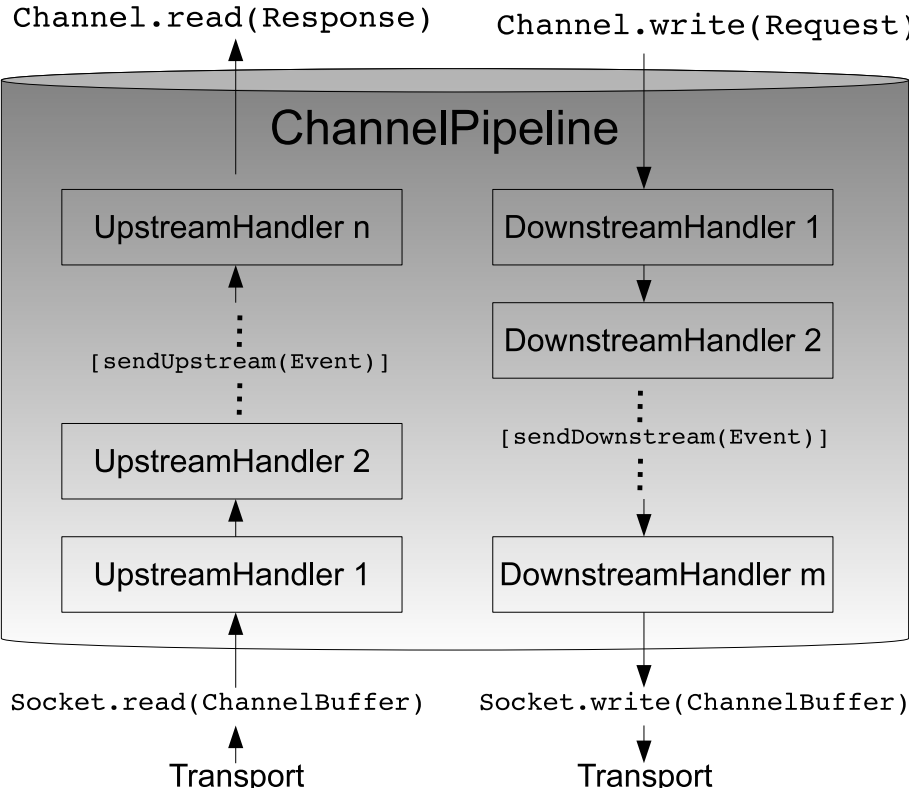 Channel.read(Response)
Channel.write(Request)
ChannelPipeline
UpstreamHandler n
[sendUpstream(Event)]
UpstreamHandler 2
UpstreamHandler 1
Socket.read(ChannelBuffer)
Transport
DownstreamHandler 1
DownstreamHandler 2
[sendDownstream(Event)]
DownstreamHandler m
Socket.write(ChannelBuffer)
Transport